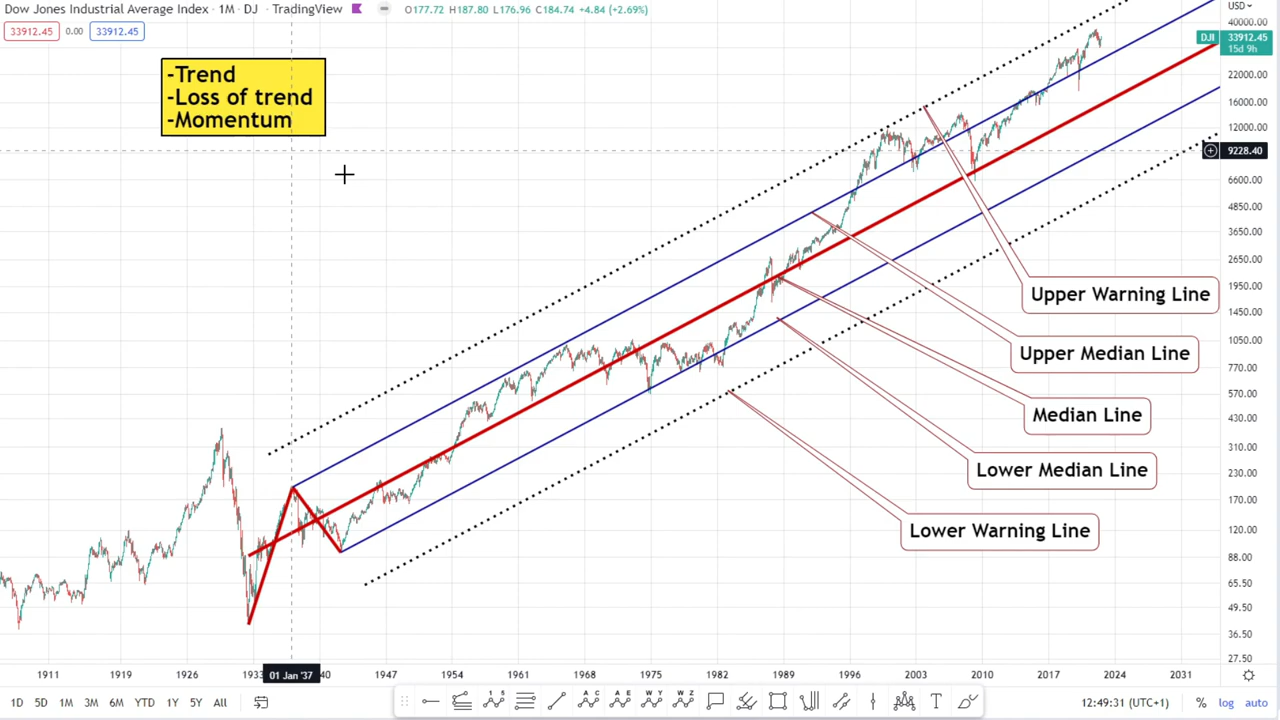 Dow Jones Industrial Average Index · 1M · DJ · TradingView O177.72 H187.80 L176.96 C184.74 +4.84 (+2.69%)
USD
33912.45 0.00 33912.45
-Trend
-Loss of trend
-Momentum
40000.00
DJI 33912.45
15d 9h
22000.00
16000.00
12000.00
9228.40
6600.00
4850.00
3650.00
2650.00
1950.00
1450.00
1050.00
770.00
570.00
430.00
310.00
230.00
170.00
120.00
88.00
65.50
49.50
36.50
27.50
Upper Warning Line
Upper Median Line
Median Line
Lower Median Line
Lower Warning Line
1911 1919 1926 1933 01 Jan '37 40 1947 1954 1961 1968 1975 1982 1989 1996 2003 2010 2017 2024 2031
1D 5D 1M 3M 6M YTD 1Y 5Y All 12:49:31 (UTC+1) % log auto